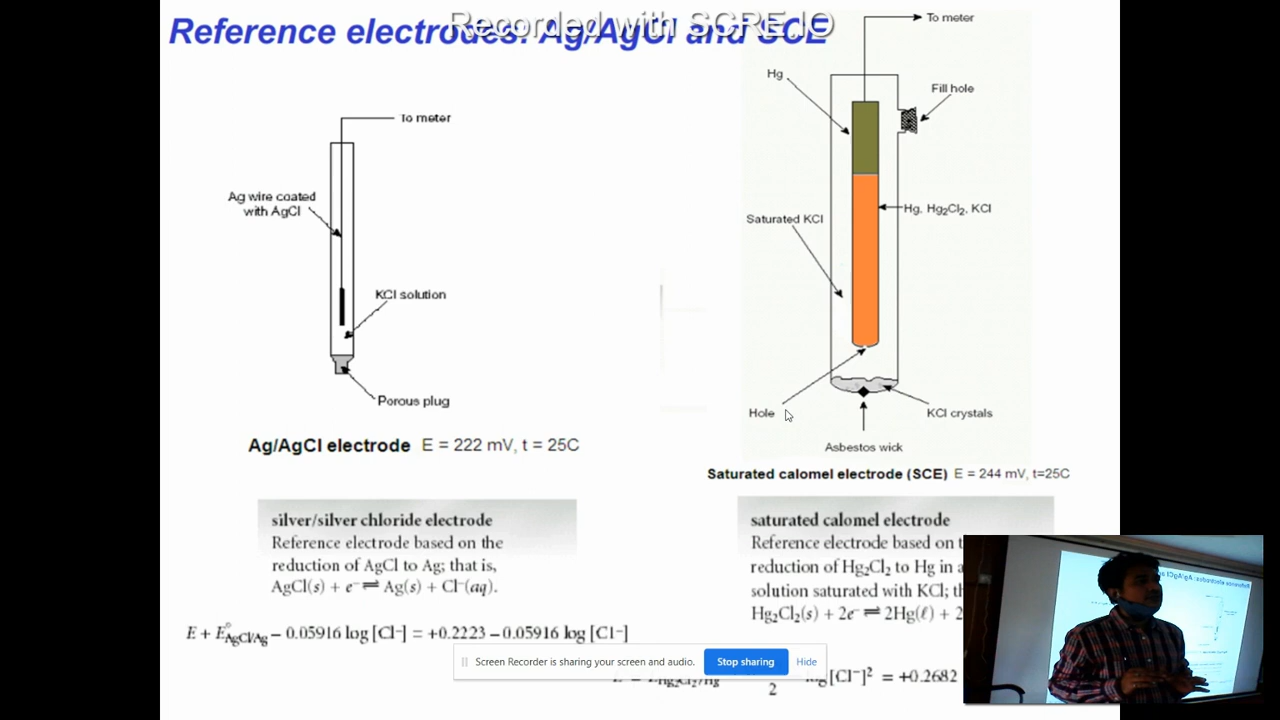 Reference electrodes: Ag/AgCl and SCE
Recorded with SCRE.IO
To meter
Ag wire coated
with AgCl
KCl solution
Porous plug
Ag/AgCl electrode E = 222 mV, t = 25C
silver/silver chloride electrode
Reference electrode based on the
reduction of AgCl to Ag; that is,
AgCl(s) + e⁻ ⇌ Ag(s) + Cl⁻(aq).
E + E°AgCl/Ag − 0.05916 log [Cl⁻] = +0.2223 − 0.05916 log [Cl⁻]
To meter
Hg
Fill hole
Hg, Hg₂Cl₂, KCl
Saturated KCl
Hole
KCl crystals
Asbestos wick
Saturated calomel electrode (SCE) E = 244 mV, t=25C
saturated calomel electrode
Reference electrode based on t
reduction of Hg₂Cl₂ to Hg in a
solution saturated with KCl; th
Hg₂Cl₂(s) + 2e⁻ ⇌ 2Hg(ℓ) + 2
2 log [Cl⁻]² = +0.2682
Screen Recorder is sharing your screen and audio.
Stop sharing
Hide